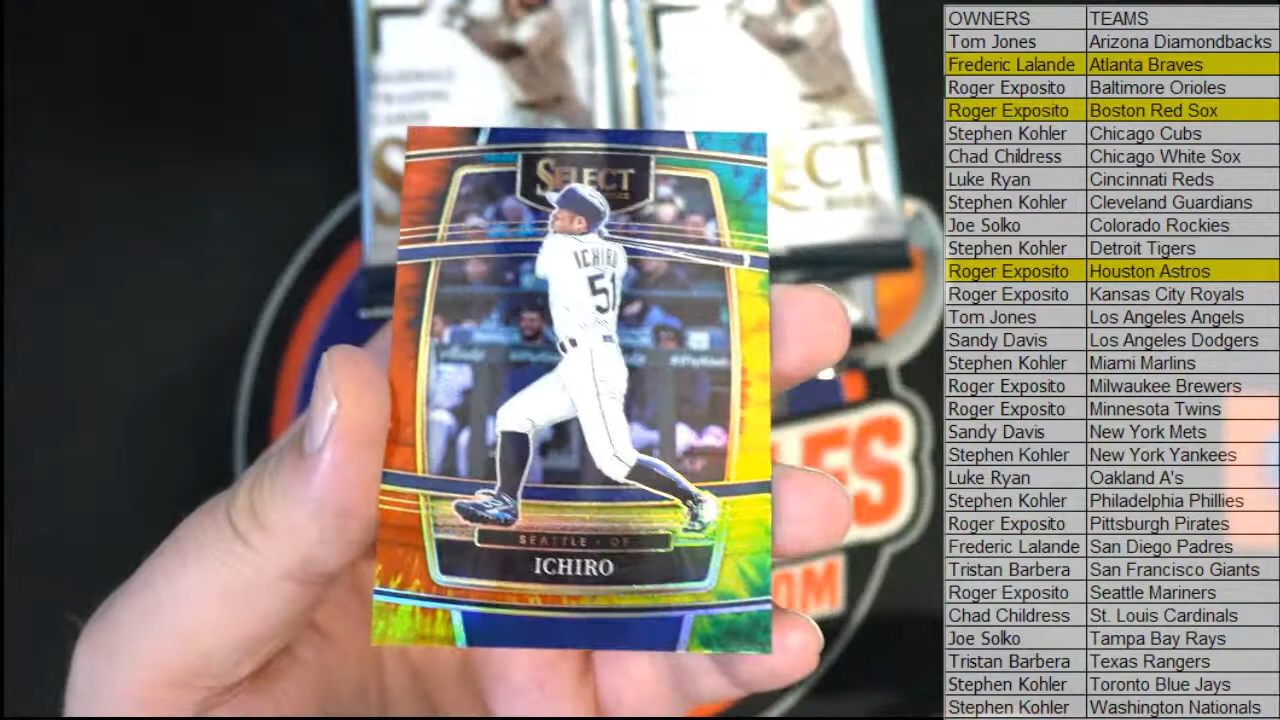 SELECT
ICHIRO
51
SEATTLE • OF
ICHIRO
ECT
LES
OM
OWNERS TEAMS
Tom Jones Arizona Diamondbacks
Frederic Lalande Atlanta Braves
Roger Exposito Baltimore Orioles
Roger Exposito Boston Red Sox
Stephen Kohler Chicago Cubs
Chad Childress Chicago White Sox
Luke Ryan Cincinnati Reds
Stephen Kohler Cleveland Guardians
Joe Solko Colorado Rockies
Stephen Kohler Detroit Tigers
Roger Exposito Houston Astros
Roger Exposito Kansas City Royals
Tom Jones Los Angeles Angels
Sandy Davis Los Angeles Dodgers
Stephen Kohler Miami Marlins
Roger Exposito Milwaukee Brewers
Roger Exposito Minnesota Twins
Sandy Davis New York Mets
Stephen Kohler New York Yankees
Luke Ryan Oakland A's
Stephen Kohler Philadelphia Phillies
Roger Exposito Pittsburgh Pirates
Frederic Lalande San Diego Padres
Tristan Barbera San Francisco Giants
Roger Exposito Seattle Mariners
Chad Childress St. Louis Cardinals
Joe Solko Tampa Bay Rays
Tristan Barbera Texas Rangers
Stephen Kohler Toronto Blue Jays
Stephen Kohler Washington Nationals